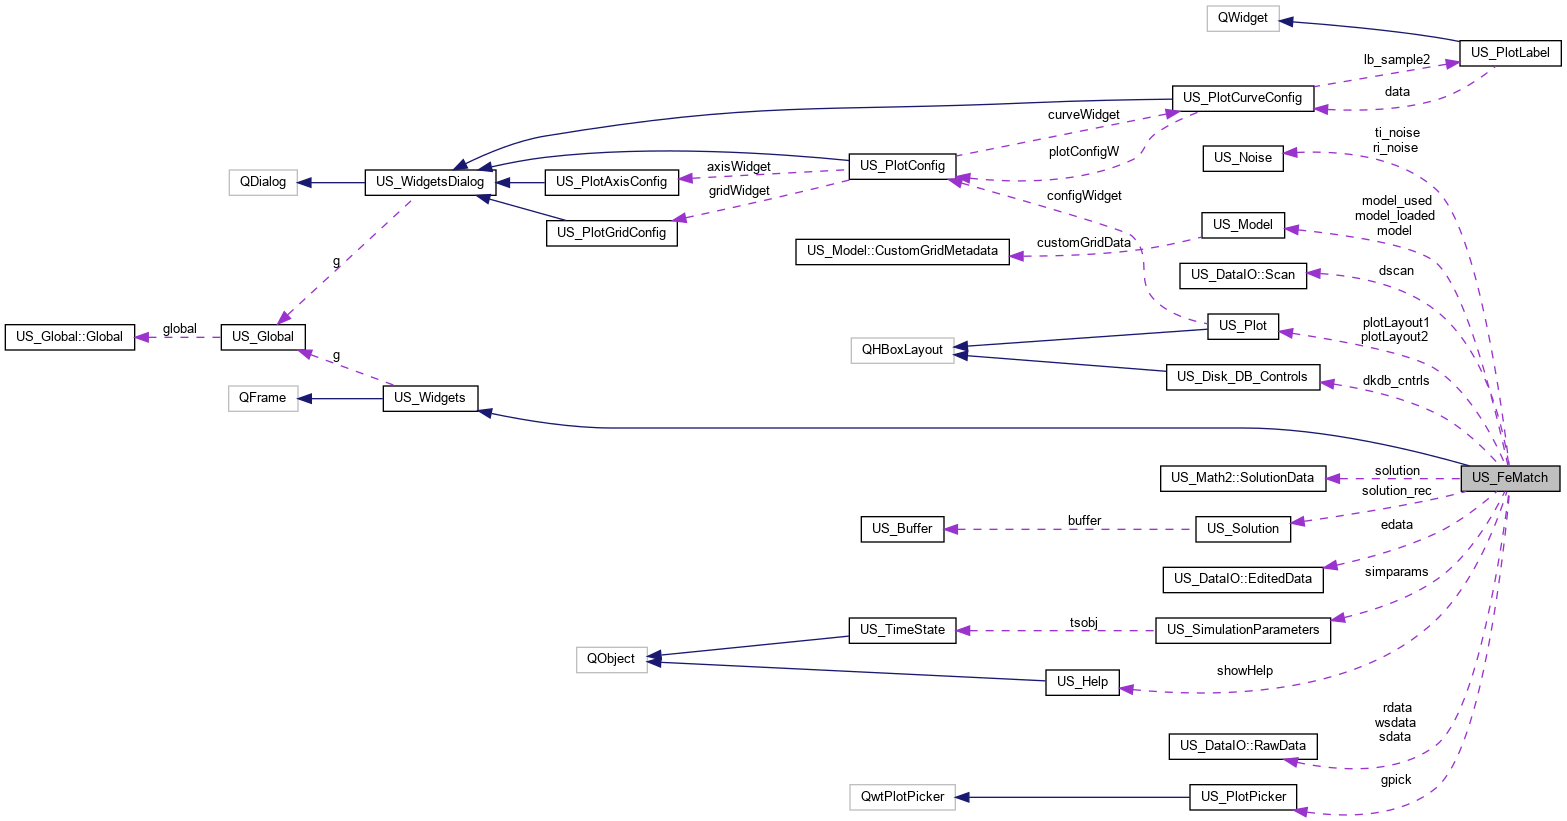 QWidget
US_PlotLabel
lb_sample2
US_PlotCurveConfig
data
curveWidget
ti_noise
ri_noise
US_Noise
plotConfigW
US_PlotConfig
axisWidget
QDialog
US_WidgetsDialog
US_PlotAxisConfig
gridWidget
configWidget
model_used
model_loaded
model
US_Model
US_PlotGridConfig
customGridData
US_Model::CustomGridMetadata
g
dscan
US_DataIO::Scan
plotLayout1
plotLayout2
US_Plot
global
US_Global::Global
US_Global
QHBoxLayout
g
US_Disk_DB_Controls
dkdb_cntrls
QFrame
US_Widgets
solution
US_Math2::SolutionData
US_FeMatch
solution_rec
buffer
US_Buffer
US_Solution
edata
US_DataIO::EditedData
simparams
tsobj
US_TimeState
US_SimulationParameters
QObject
showHelp
US_Help
rdata
wsdata
sdata
US_DataIO::RawData
gpick
QwtPlotPicker
US_PlotPicker